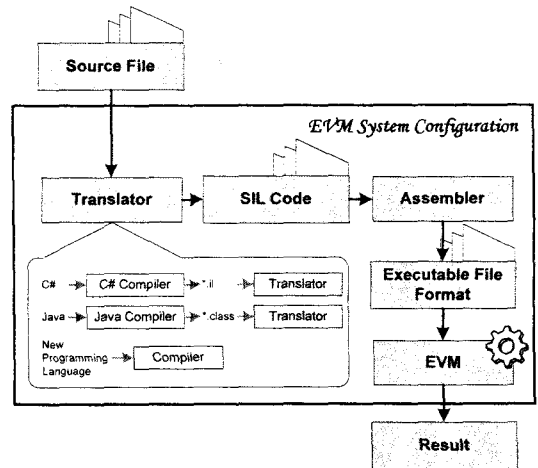 Source File
EVM System Configuration
Translator
SIL Code
Assembler
C#
C# Compiler
*.il
Translator
Java
Java Compiler
*.class
Translator
New
Programming
Language
Compiler
Executable File
Format
EVM
Result